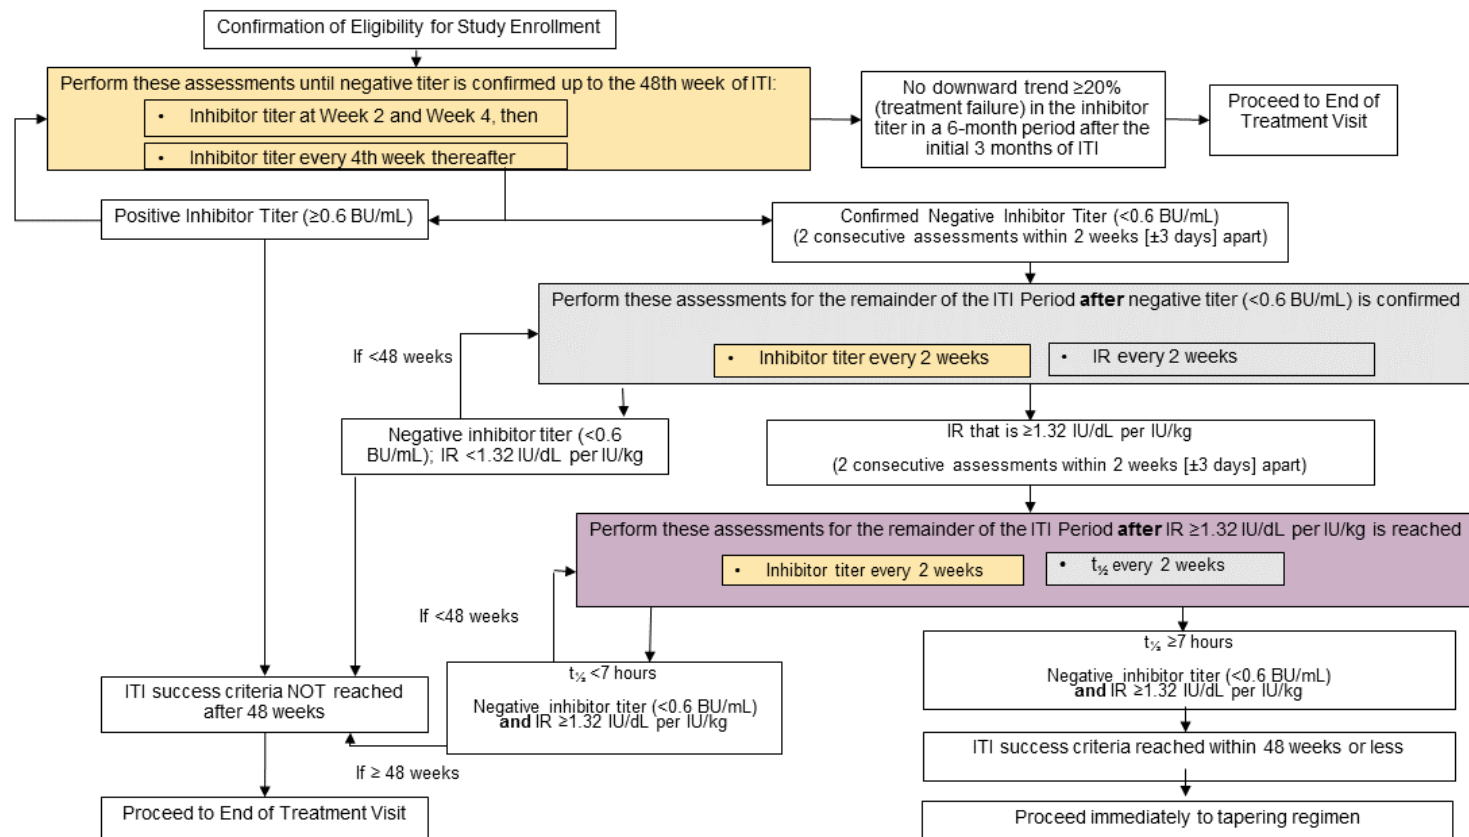 Confirmation of Eligibility for Study Enrollment
Perform these assessments until negative titer is confirmed up to the 48th week of ITI:
• Inhibitor titer at Week 2 and Week 4, then
• Inhibitor titer every 4th week thereafter
No downward trend ≥20%
(treatment failure) in the inhibitor
titer in a 6-month period after the
initial 3 months of ITI
Proceed to End of
Treatment Visit
Positive Inhibitor Titer (≥0.6 BU/mL)
Confirmed Negative Inhibitor Titer (<0.6 BU/mL)
(2 consecutive assessments within 2 weeks [±3 days] apart)
Perform these assessments for the remainder of the ITI Period after negative titer (<0.6 BU/mL) is confirmed
• Inhibitor titer every 2 weeks
• IR every 2 weeks
If <48 weeks
Negative inhibitor titer (<0.6
BU/mL); IR <1.32 IU/dL per IU/kg
IR that is ≥1.32 IU/dL per IU/kg
(2 consecutive assessments within 2 weeks [±3 days] apart)
Perform these assessments for the remainder of the ITI Period after IR ≥1.32 IU/dL per IU/kg is reached
• Inhibitor titer every 2 weeks
• t½ every 2 weeks
If <48 weeks
t½ <7 hours
Negative inhibitor titer (<0.6 BU/mL)
and IR ≥1.32 IU/dL per IU/kg
t½ ≥7 hours
Negative inhibitor titer (<0.6 BU/mL)
and IR ≥1.32 IU/dL per IU/kg
ITI success criteria NOT reached
after 48 weeks
If ≥ 48 weeks
ITI success criteria reached within 48 weeks or less
Proceed to End of Treatment Visit
Proceed immediately to tapering regimen